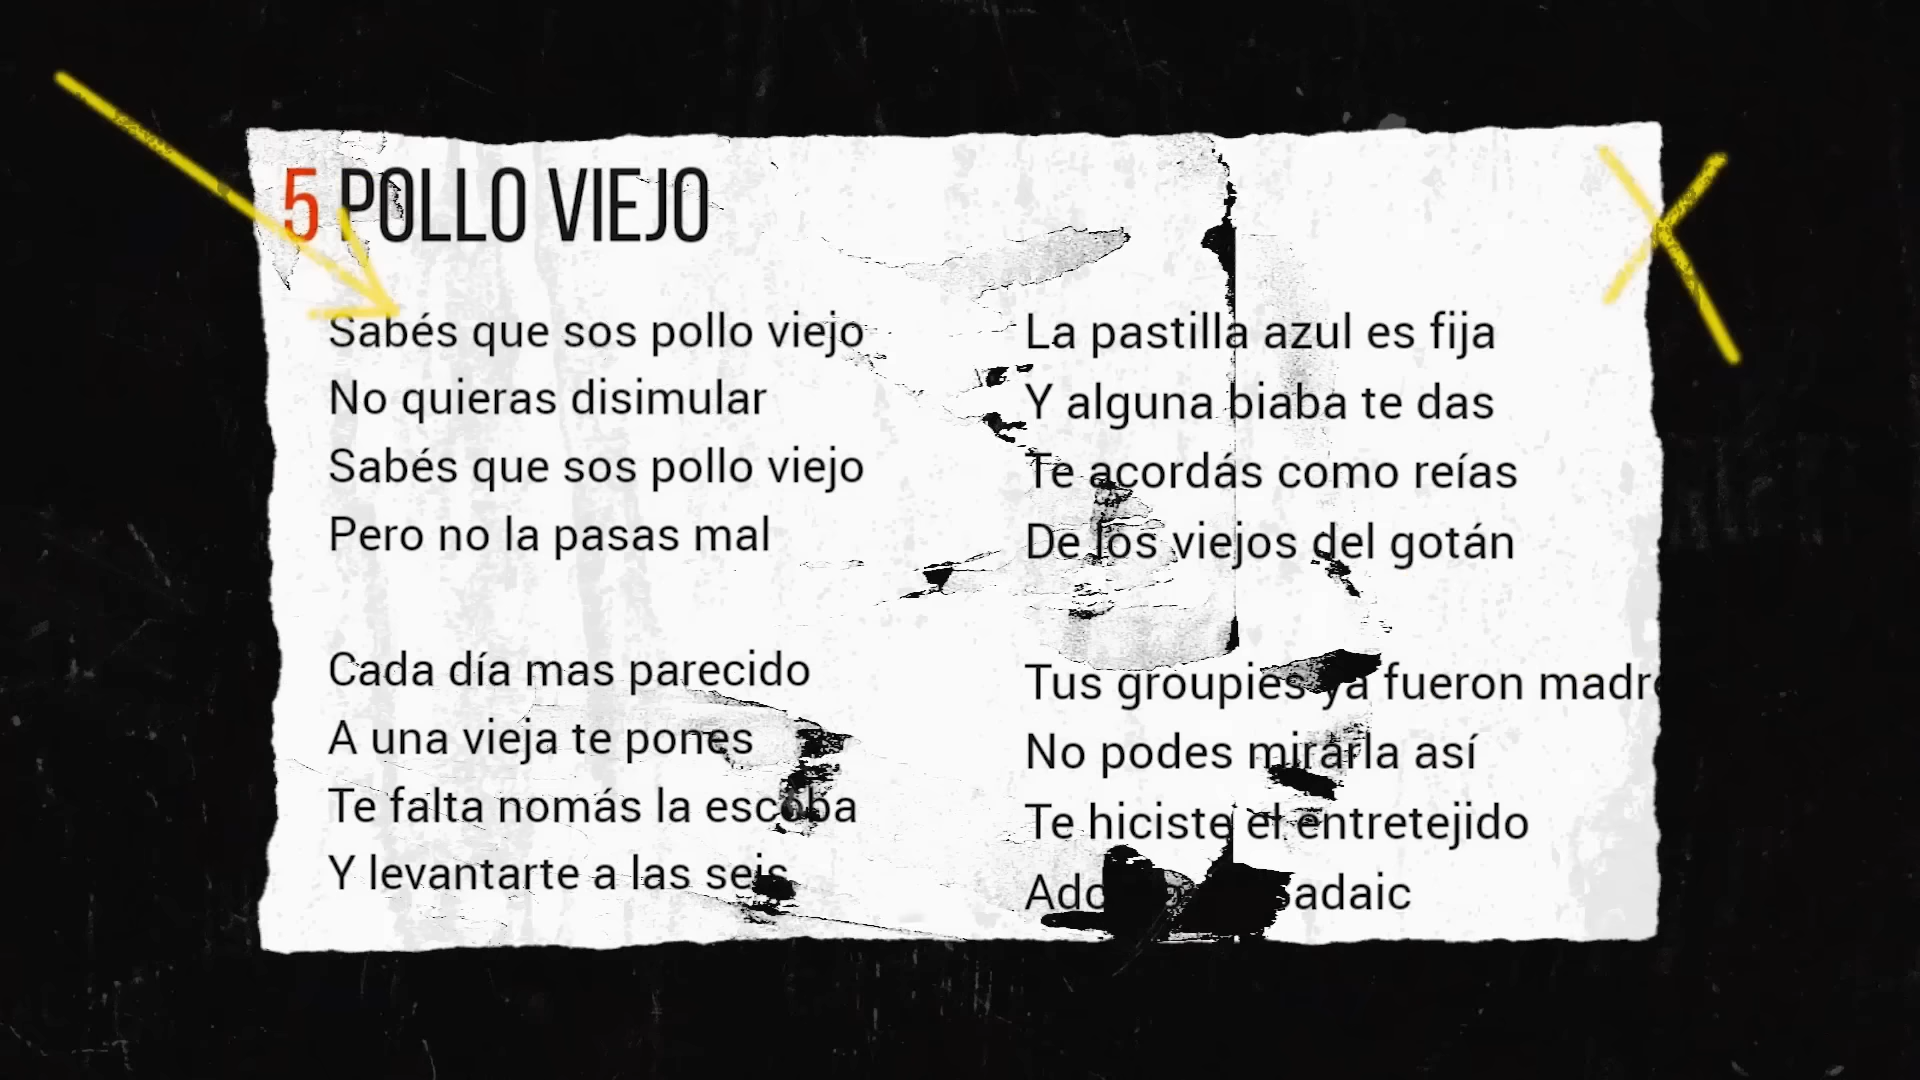 5 POLLO VIEJO
Sabés que sos pollo viejo
No quieras disimular
Sabés que sos pollo viejo
Pero no la pasas mal
Cada día mas parecido
A una vieja te pones
Te falta nomás la escoba
Y levantarte a las seis
La pastilla azul es fija
Y alguna biaba te das
Te acordás como reías
De los viejos del gotán
Tus groupies ya fueron
No podes mirarla así
Te hiciste el entretejido